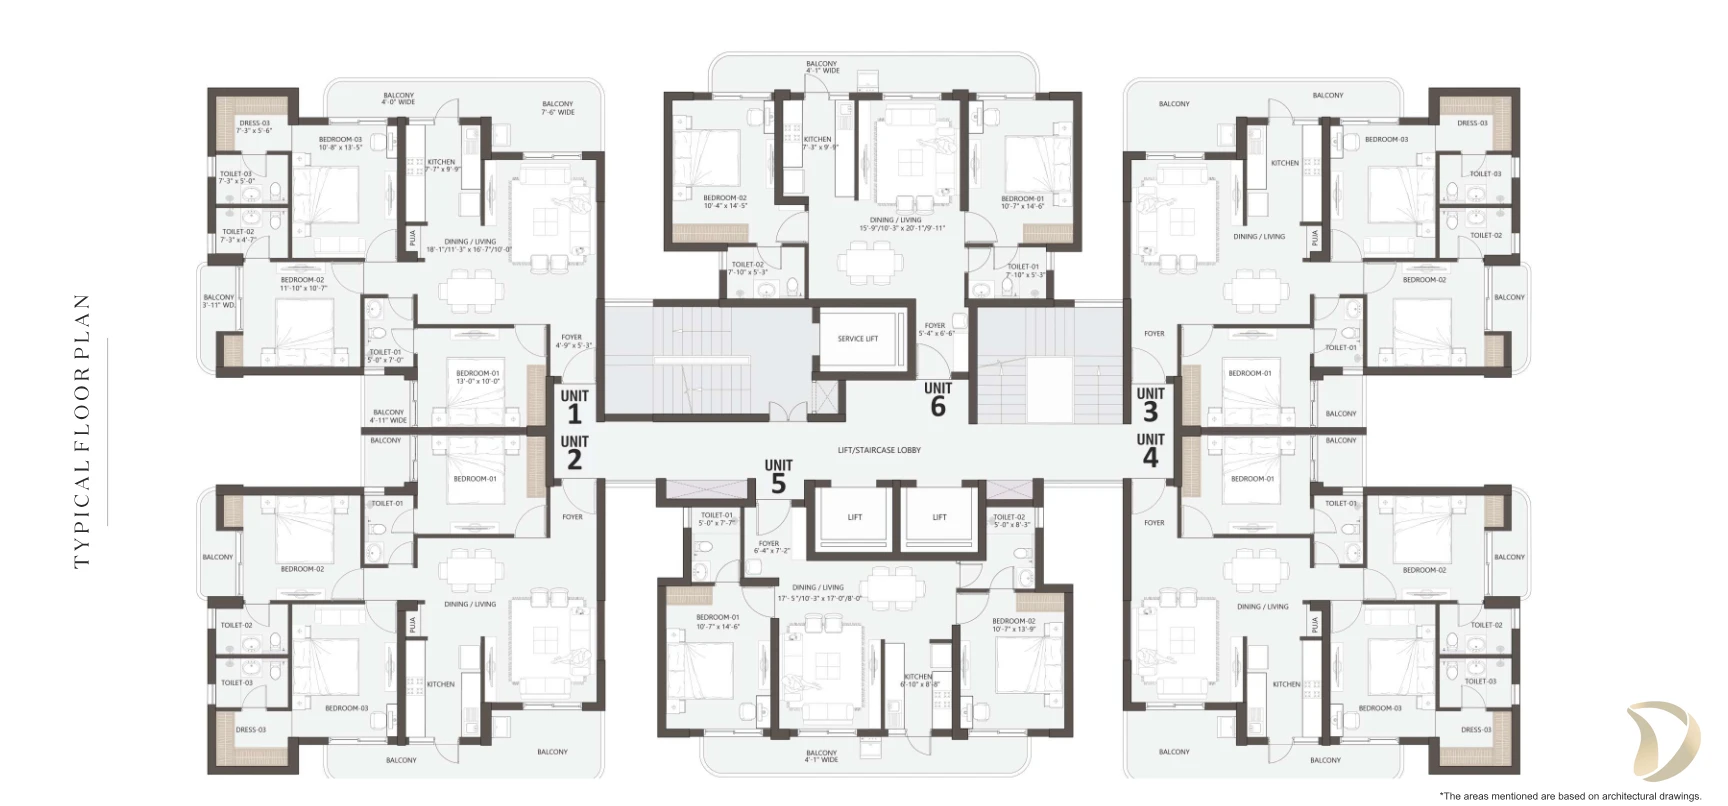 TYPICAL FLOOR PLAN
BALCONY
4'-0" WIDE
BALCONY
7'-6" WIDE
DRESS-03
7'-3" x 5'-6"
BEDROOM-03
10'-8" x 13'-5"
KITCHEN
7'-7" x 9'-9"
TOILET-03
7'-3" x 5'-0"
TOILET-02
7'-3" x 4'-7"
PUJA
DINING / LIVING
18'-1"/11'-3" x 16'-7"/10'-0"
BEDROOM-02
11'-10" x 10'-7"
BALCONY
3'-11" WD.
TOILET-01
5'-0" x 7'-0"
FOYER
4'-9" x 5'-3"
BEDROOM-01
13'-0" x 10'-0"
BALCONY
4'-11" WIDE
UNIT
1
UNIT
2
BALCONY
BEDROOM-01
TOILET-01
FOYER
BALCONY
BEDROOM-02
DINING / LIVING
TOILET-02
PUJA
TOILET-03
KITCHEN
BEDROOM-03
DRESS-03
BALCONY
BALCONY
BALCONY
4'-1" WIDE
KITCHEN
7'-3" x 9'-9"
BEDROOM-02
10'-4" x 14'-5"
BEDROOM-01
10'-7" x 14'-6"
DINING / LIVING
15'-9"/10'-3" x 20'-1"/9'-11"
TOILET-02
7'-10" x 5'-3"
TOILET-01
7'-10" x 5'-3"
SERVICE LIFT
FOYER
5'-4" x 6'-6"
UNIT
6
LIFT/STAIRCASE LOBBY
UNIT
5
TOILET-01
5'-0" x 7'-7"
LIFT
LIFT
TOILET-02
5'-0" x 8'-3"
FOYER
6'-4" x 7'-2"
DINING / LIVING
17'- 5"/10'-3" x 17'-0"/8'-0"
BEDROOM-01
10'-7" x 14'-6"
BEDROOM-02
10'-7" x 13'-9"
KITCHEN
6'-10" x 8'-8"
BALCONY
4'-1" WIDE
BALCONY
BALCONY
DRESS-03
BEDROOM-03
KITCHEN
TOILET-03
TOILET-02
DINING / LIVING
PUJA
BEDROOM-02
BALCONY
FOYER
TOILET-01
BEDROOM-01
BALCONY
UNIT
3
UNIT
4
BALCONY
BEDROOM-01
TOILET-01
FOYER
BALCONY
BEDROOM-02
DINING / LIVING
PUJA
TOILET-02
TOILET-03
KITCHEN
BEDROOM-03
DRESS-03
BALCONY
BALCONY
*The areas mentioned are based on architectural drawings.